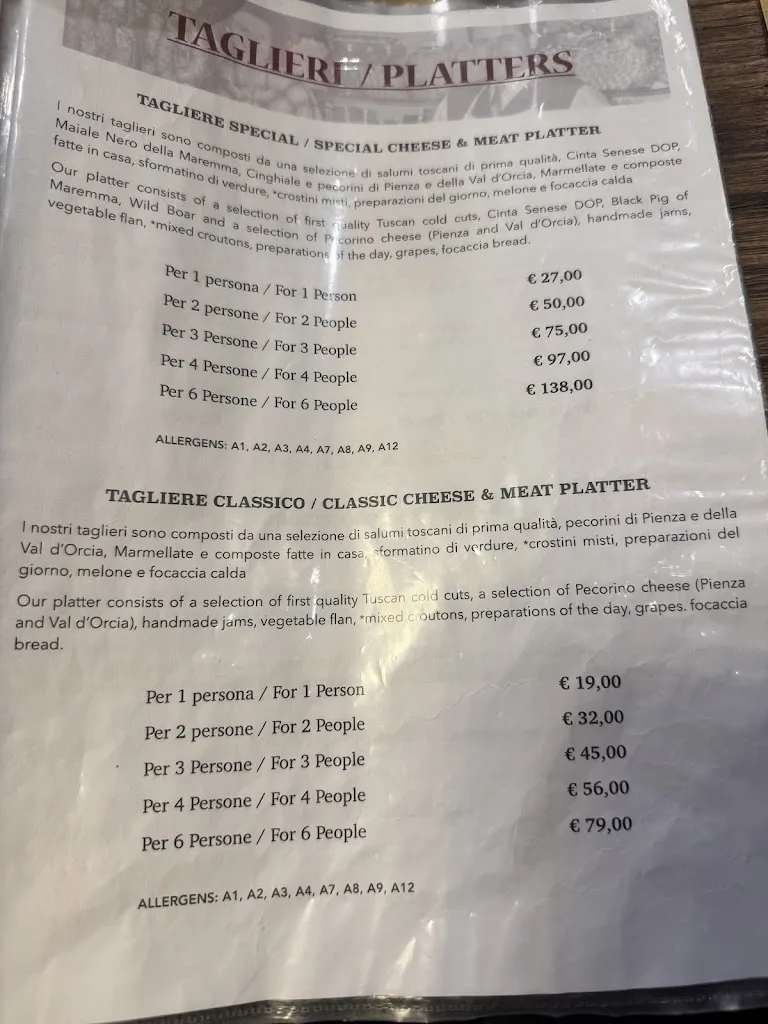 TAGLIERI / PLATTERS
TAGLIERE SPECIAL / SPECIAL CHEESE & MEAT PLATTER
I nostri taglieri sono composti da una selezione di salumi toscani di prima qualità, Cinta Senese DOP,
Maiale Nero della Maremma, Cinghiale e pecorini di Pienza e della Val d'Orcia, Marmellate e composte
fatte in casa, sformatino di verdure, *crostini misti, preparazioni del giorno, melone e focaccia calda
Our platter consists of a selection of first quality Tuscan cold cuts, Cinta Senese DOP, Black Pig of
Maremma, Wild Boar and a selection of Pecorino cheese (Pienza and Val d'Orcia), handmade jams,
vegetable flan, *mixed croutons, preparations of the day, grapes, focaccia bread.
Per 1 persona / For 1 Person € 27,00
Per 2 persone / For 2 People € 50,00
Per 3 Persone / For 3 People € 75,00
Per 4 Persone / For 4 People € 97,00
Per 6 Persone / For 6 People € 138,00
ALLERGENS: A1, A2, A3, A4, A7, A8, A9, A12
TAGLIERE CLASSICO / CLASSIC CHEESE & MEAT PLATTER
I nostri taglieri sono composti da una selezione di salumi toscani di prima qualità, pecorini di Pienza e della
Val d'Orcia, Marmellate e composte fatte in casa, sformatino di verdure, *crostini misti, preparazioni del
giorno, melone e focaccia calda
Our platter consists of a selection of first quality Tuscan cold cuts, a selection of Pecorino cheese (Pienza
and Val d'Orcia), handmade jams, vegetable flan, *mixed croutons, preparations of the day, grapes. focaccia
bread.
Per 1 persona / For 1 Person € 19,00
Per 2 persone / For 2 People € 32,00
Per 3 Persone / For 3 People € 45,00
Per 4 Persone / For 4 People € 56,00
Per 6 Persone / For 6 People € 79,00
ALLERGENS: A1, A2, A3, A4, A7, A8, A9, A12